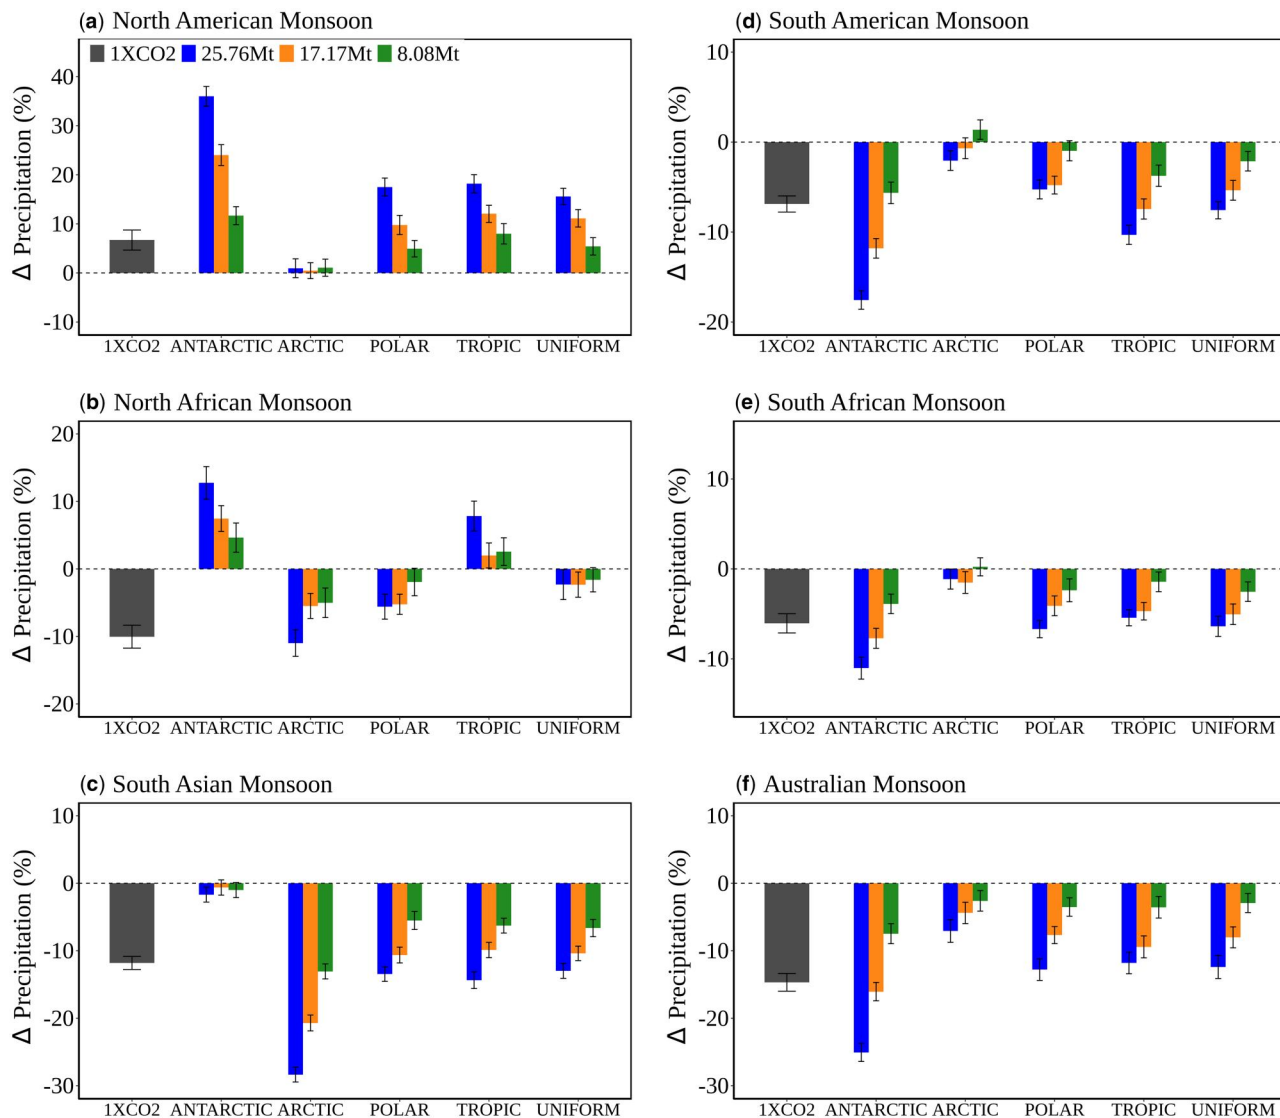 (a) North American Monsoon
1XCO2 25.76Mt 17.17Mt 8.08Mt
Δ Precipitation (%)
40
30
20
10
0
-10
1XCO2 ANTARCTIC ARCTIC POLAR TROPIC UNIFORM
(d) South American Monsoon
Δ Precipitation (%)
10
0
-10
-20
1XCO2 ANTARCTIC ARCTIC POLAR TROPIC UNIFORM
(b) North African Monsoon
Δ Precipitation (%)
20
10
0
-10
-20
1XCO2 ANTARCTIC ARCTIC POLAR TROPIC UNIFORM
(e) South African Monsoon
Δ Precipitation (%)
10
0
-10
1XCO2 ANTARCTIC ARCTIC POLAR TROPIC UNIFORM
(c) South Asian Monsoon
Δ Precipitation (%)
10
0
-10
-20
-30
1XCO2 ANTARCTIC ARCTIC POLAR TROPIC UNIFORM
(f) Australian Monsoon
Δ Precipitation (%)
10
0
-10
-20
-30
1XCO2 ANTARCTIC ARCTIC POLAR TROPIC UNIFORM